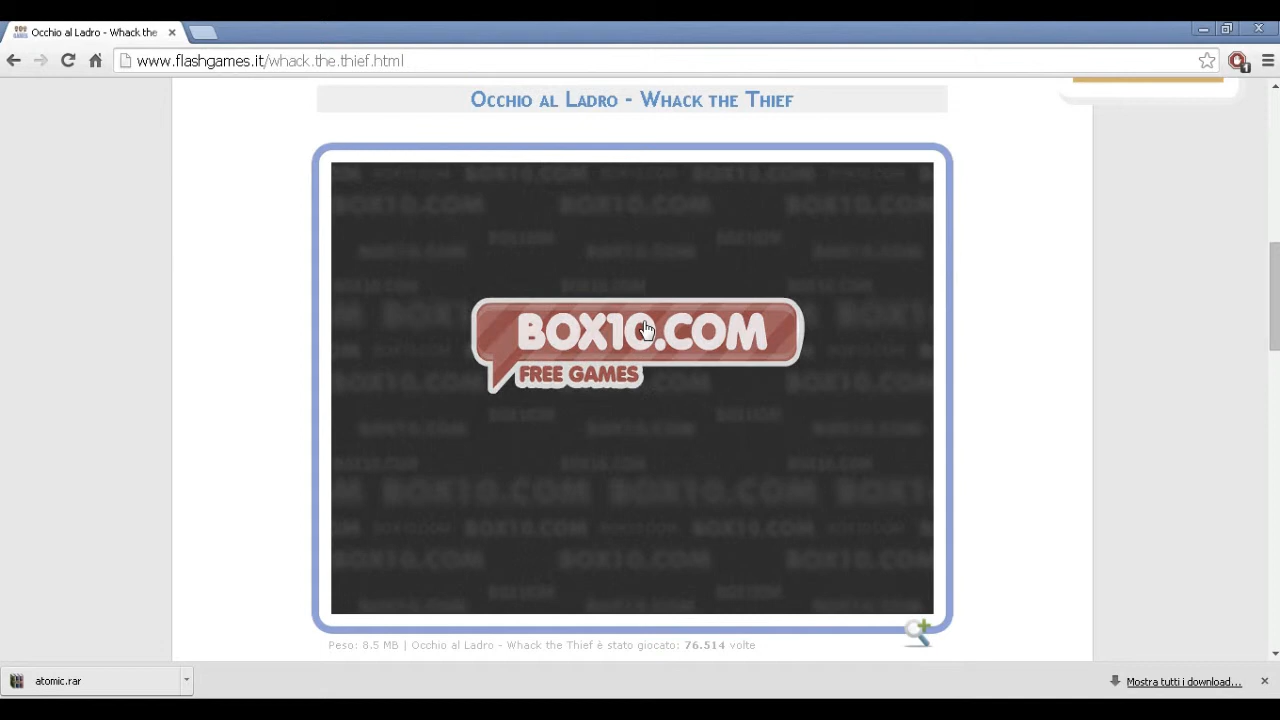 Occhio al Ladro - Whack the
www.flashgames.it/whack.the.thief.html
1
Occhio al Ladro - Whack the Thief
BOX10.COM
FREE GAMES
Peso: 8.5 MB | Occhio al Ladro - Whack the Thief è stato giocato: 76.514 volte
atomic.rar
Mostra tutti i download...